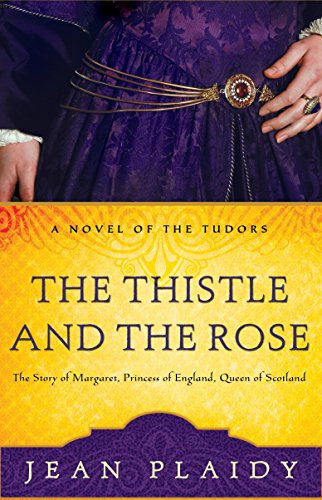 A NOVEL OF THE TUDORS
THE THISTLE
AND THE ROSE
The Story of Margaret, Princess of England, Queen of Scotland
JEAN PLAIDY